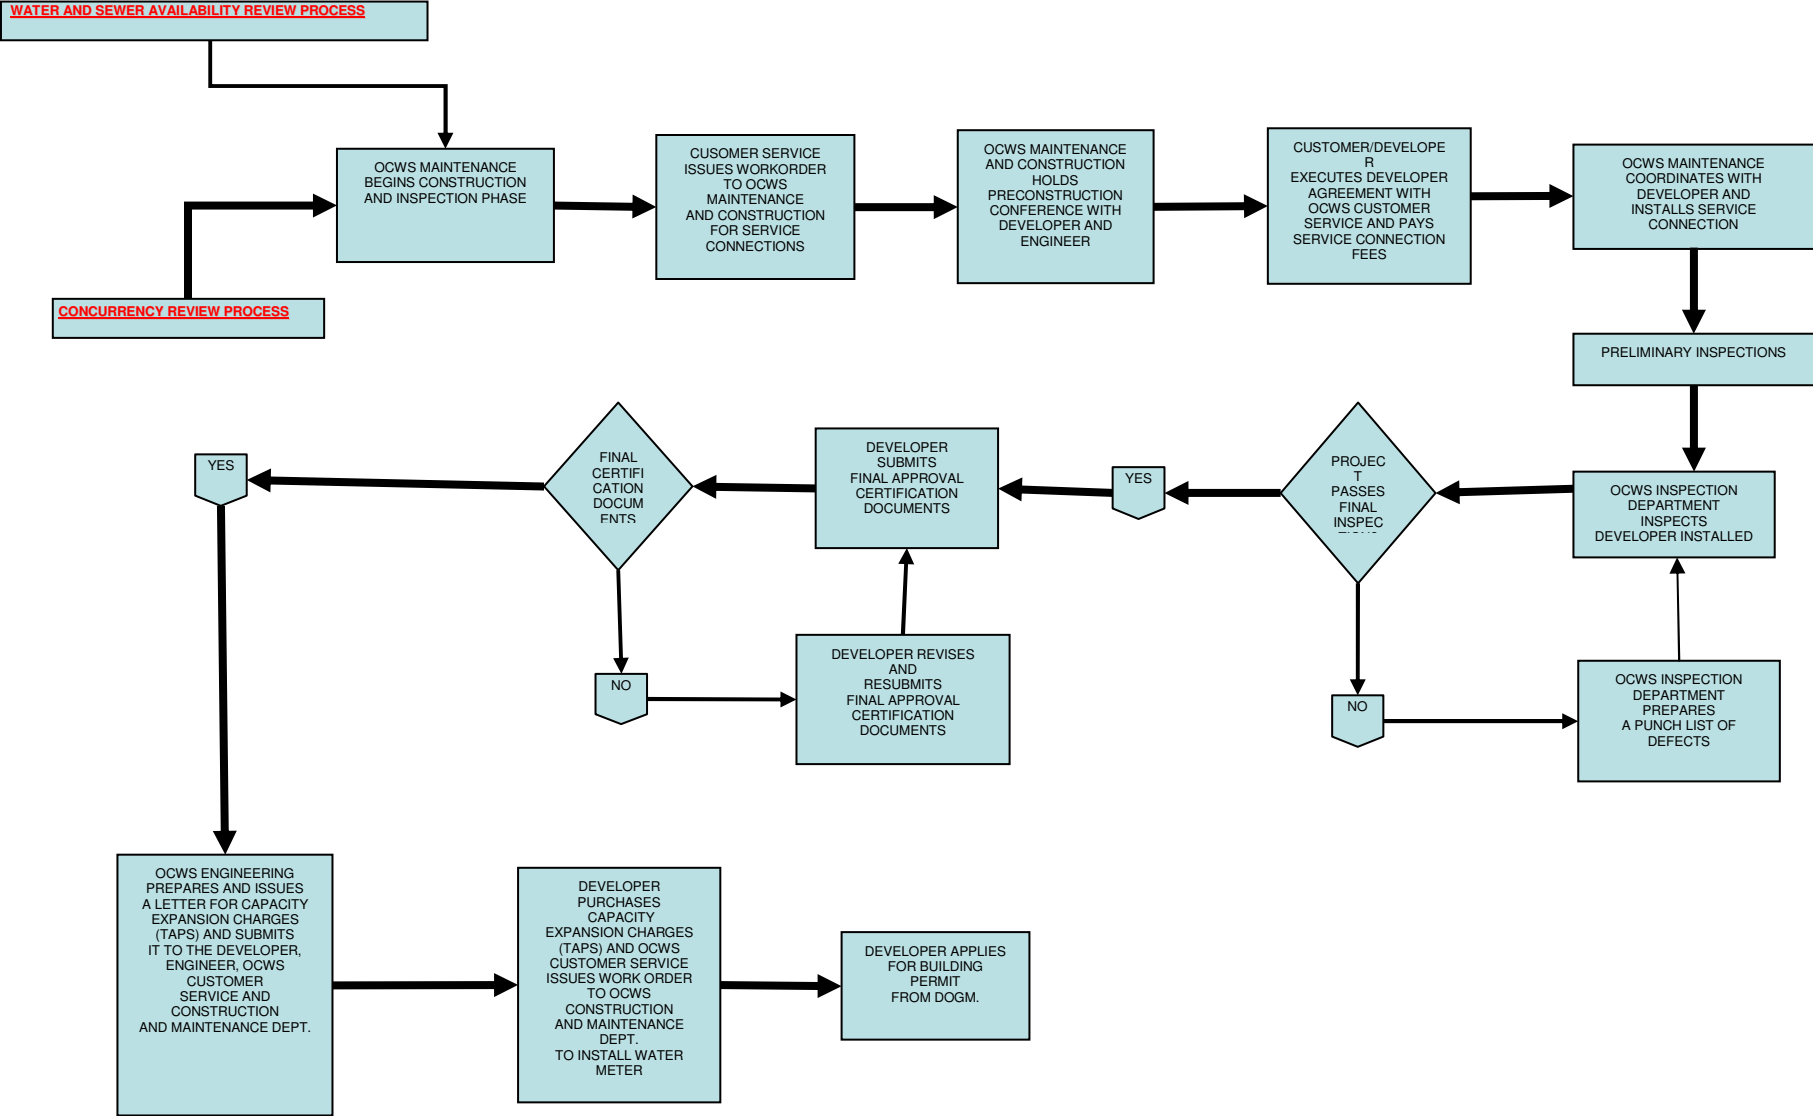 WATER AND SEWER AVAILABILITY REVIEW PROCESS
OCWS MAINTENANCE
BEGINS CONSTRUCTION
AND INSPECTION PHASE
CUSOMER SERVICE
ISSUES WORKORDER
TO OCWS
MAINTENANCE
AND CONSTRUCTION
FOR SERVICE
CONNECTIONS
OCWS MAINTENANCE
AND CONSTRUCTION
HOLDS
PRECONSTRUCTION
CONFERENCE WITH
DEVELOPER AND
ENGINEER
CUSTOMER/DEVELOPE
R
EXECUTES DEVELOPER
AGREEMENT WITH
OCWS CUSTOMER
SERVICE AND PAYS
SERVICE CONNECTION
FEES
OCWS MAINTENANCE
COORDINATES WITH
DEVELOPER AND
INSTALLS SERVICE
CONNECTION
CONCURRENCY REVIEW PROCESS
PRELIMINARY INSPECTIONS
YES
FINAL
CERTIFI
CATION
DOCUM
ENTS
DEVELOPER
SUBMITS
FINAL APPROVAL
CERTIFICATION
DOCUMENTS
YES
PROJEC
T
PASSES
FINAL
INSPEC
OCWS INSPECTION
DEPARTMENT
INSPECTS
DEVELOPER INSTALLED
NO
DEVELOPER REVISES
AND
RESUBMITS
FINAL APPROVAL
CERTIFICATION
DOCUMENTS
NO
OCWS INSPECTION
DEPARTMENT
PREPARES
A PUNCH LIST OF
DEFECTS
OCWS ENGINEERING
PREPARES AND ISSUES
A LETTER FOR CAPACITY
EXPANSION CHARGES
(TAPS) AND SUBMITS
IT TO THE DEVELOPER,
ENGINEER, OCWS
CUSTOMER
SERVICE AND
CONSTRUCTION
AND MAINTENANCE DEPT.
DEVELOPER
PURCHASES
CAPACITY
EXPANSION CHARGES
(TAPS) AND OCWS
CUSTOMER SERVICE
ISSUES WORK ORDER
TO OCWS
CONSTRUCTION
AND MAINTENANCE
DEPT.
TO INSTALL WATER
METER
DEVELOPER APPLIES
FOR BUILDING
PERMIT
FROM DOGM.